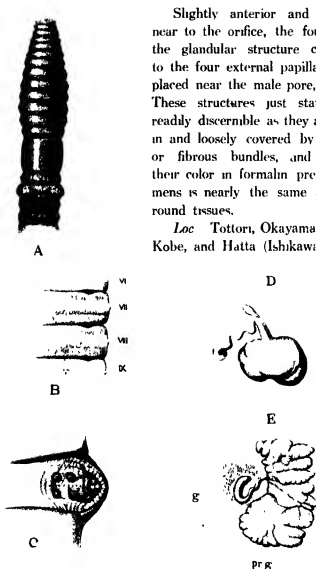 Slightly anterior and
near to the orifice, the fou
the glandular structure c
to the four external papilla
placed near the male pore,
These structures just sta
readily discernible as they a
in and loosely covered by
or fibrous bundles, and
their color in formalin pre
mens is nearly the same
round tissues.
Loc Tottori, Okayama
Kobe, and Hatta (Ishikawa
A
VI
VII
VIII
IX
B
D
E
C
g
pr g